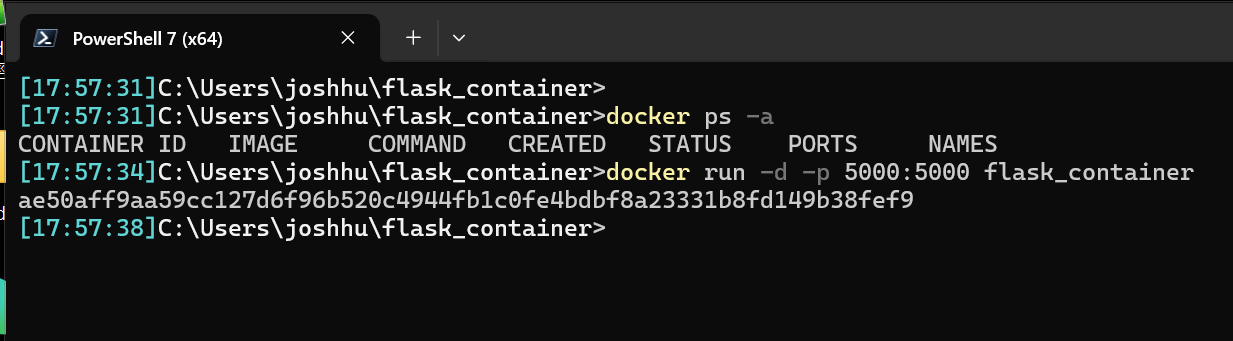 PowerShell 7 (x64)
[17:57:31]C:\Users\joshhu\flask_container>
[17:57:31]C:\Users\joshhu\flask_container>docker ps -a
CONTAINER ID   IMAGE     COMMAND   CREATED   STATUS    PORTS     NAMES
[17:57:34]C:\Users\joshhu\flask_container>docker run -d -p 5000:5000 flask_container
ae50aff9aa59cc127d6f96b520c4944fb1c0fe4bdbf8a23331b8fd149b38fef9
[17:57:38]C:\Users\joshhu\flask_container>